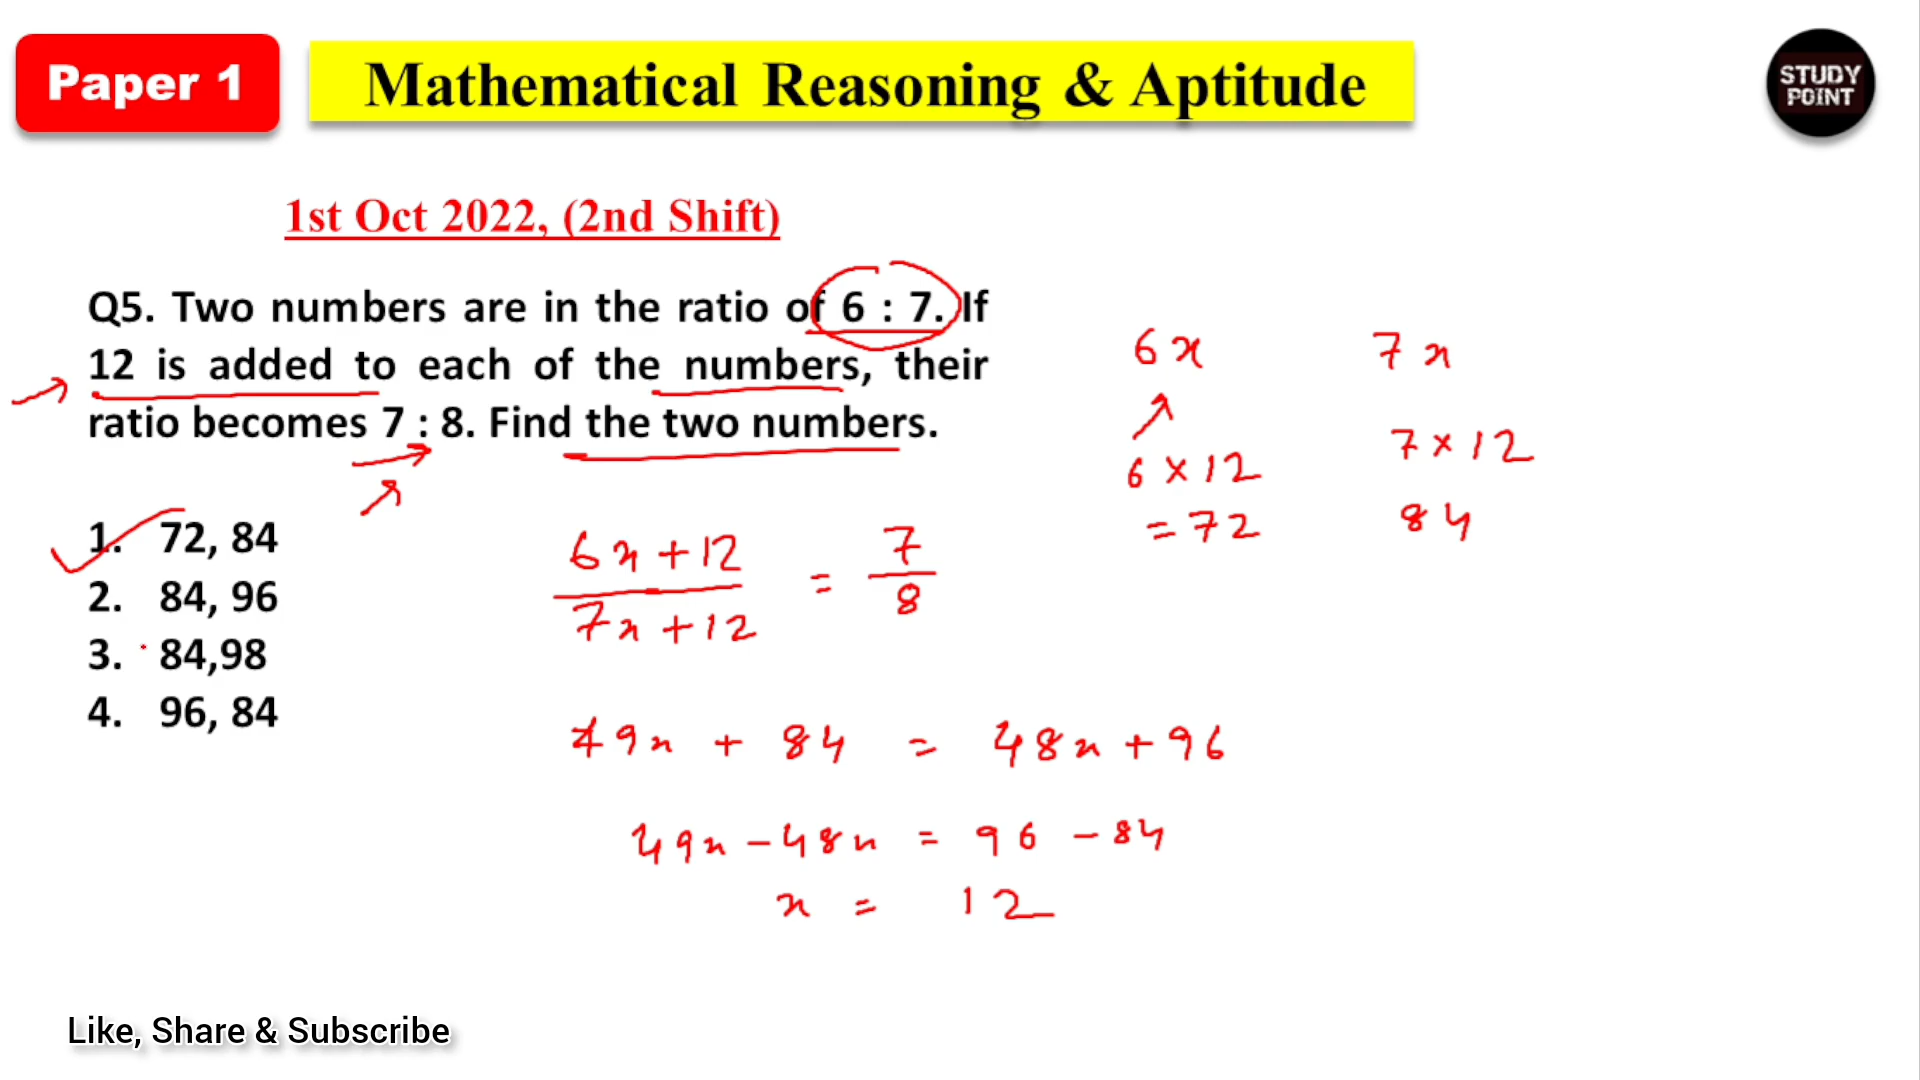 Paper 1
Mathematical Reasoning & Aptitude
STUDY
POINT
1st Oct 2022, (2nd Shift)
Q5. Two numbers are in the ratio of 6 : 7. If
12 is added to each of the numbers, their
ratio becomes 7 : 8. Find the two numbers.
1. 72, 84
2. 84, 96
3. 84,98
4. 96, 84
6x 7x
6 × 12 7 × 12
= 72 84
6x + 12 / 7x + 12 = 7 / 8
49x + 84 = 48x + 96
49x - 48x = 96 - 84
x = 12
Like, Share & Subscribe